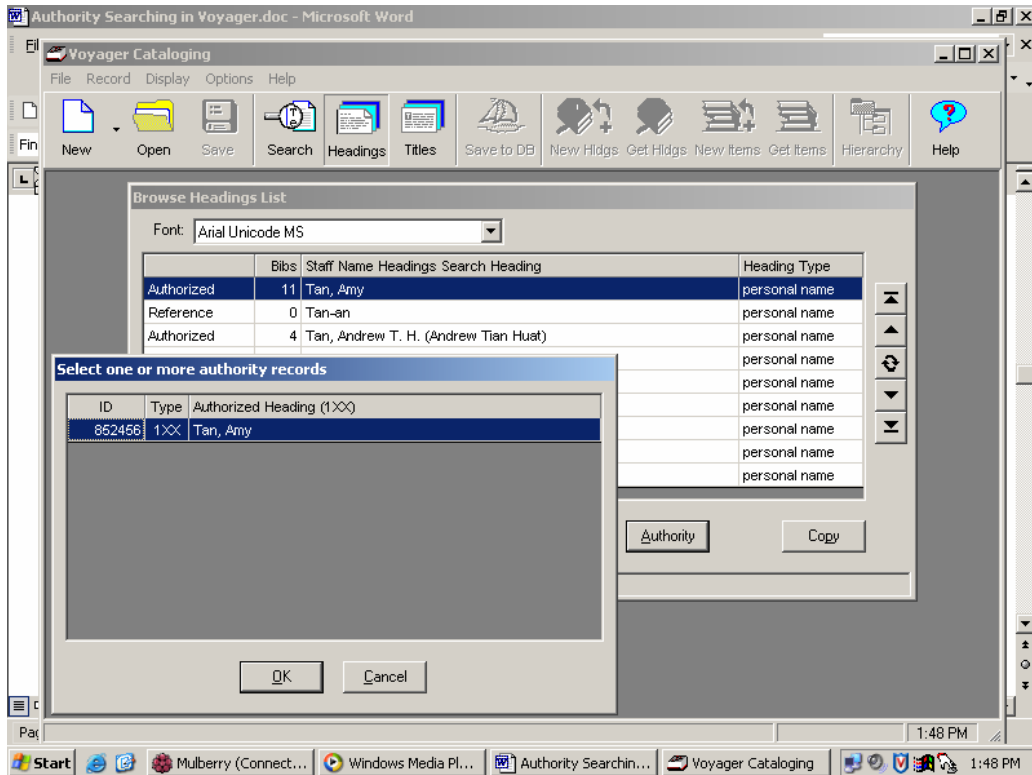 Authority Searching in Voyager.doc - Microsoft Word
Voyager Cataloging
File Record Display Options Help
New Open Save Search Headings Titles Save to DB New Hldgs Get Hldgs New Items Get Items Hierarchy Help
Fin
Browse Headings List
Font: Arial Unicode MS
Bibs Staff Name Headings Search Heading Heading Type
Authorized 11 Tan, Amy personal name
Reference 0 Tan-an personal name
Authorized 4 Tan, Andrew T. H. (Andrew Tian Huat) personal name
personal name
personal name
personal name
personal name
personal name
personal name
Select one or more authority records
ID Type Authorized Heading (1XX)
852456 1XX Tan, Amy
Authority Copy
OK Cancel
1:48 PM
Start Mulberry (Connect... Windows Media Pl... Authority Searchin... Voyager Cataloging 1:48 PM